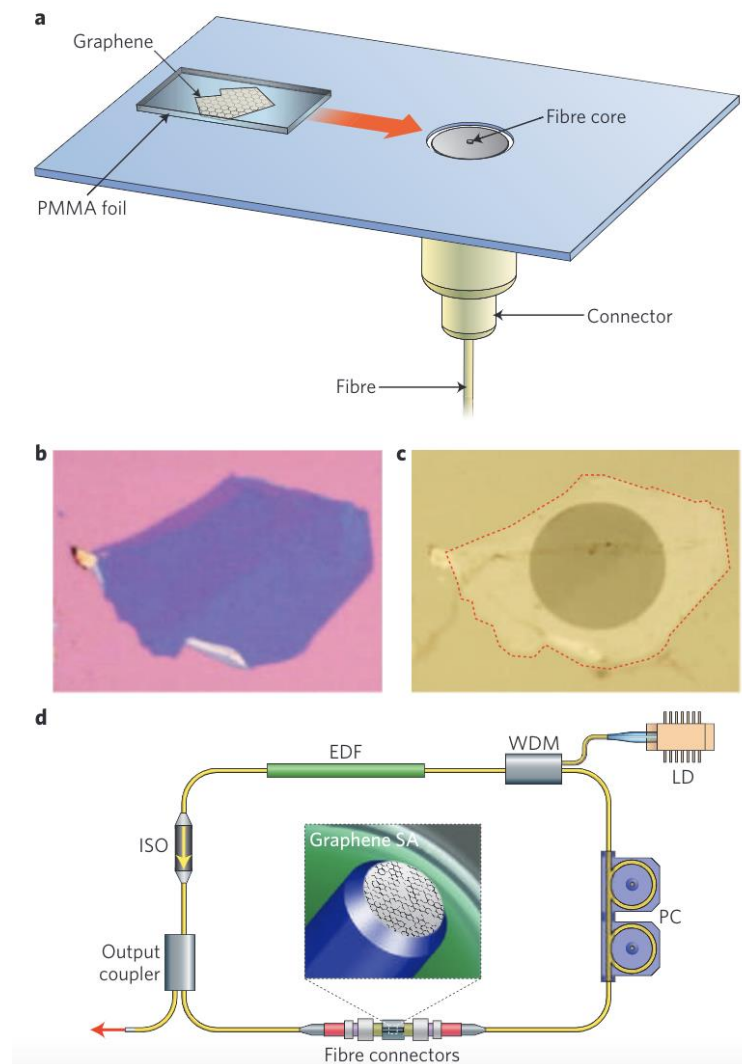 a
Graphene
Fibre core
PMMA foil
Connector
Fibre
b
c
d
EDF
WDM
LD
ISO
Graphene SA
PC
Output
coupler
Fibre connectors